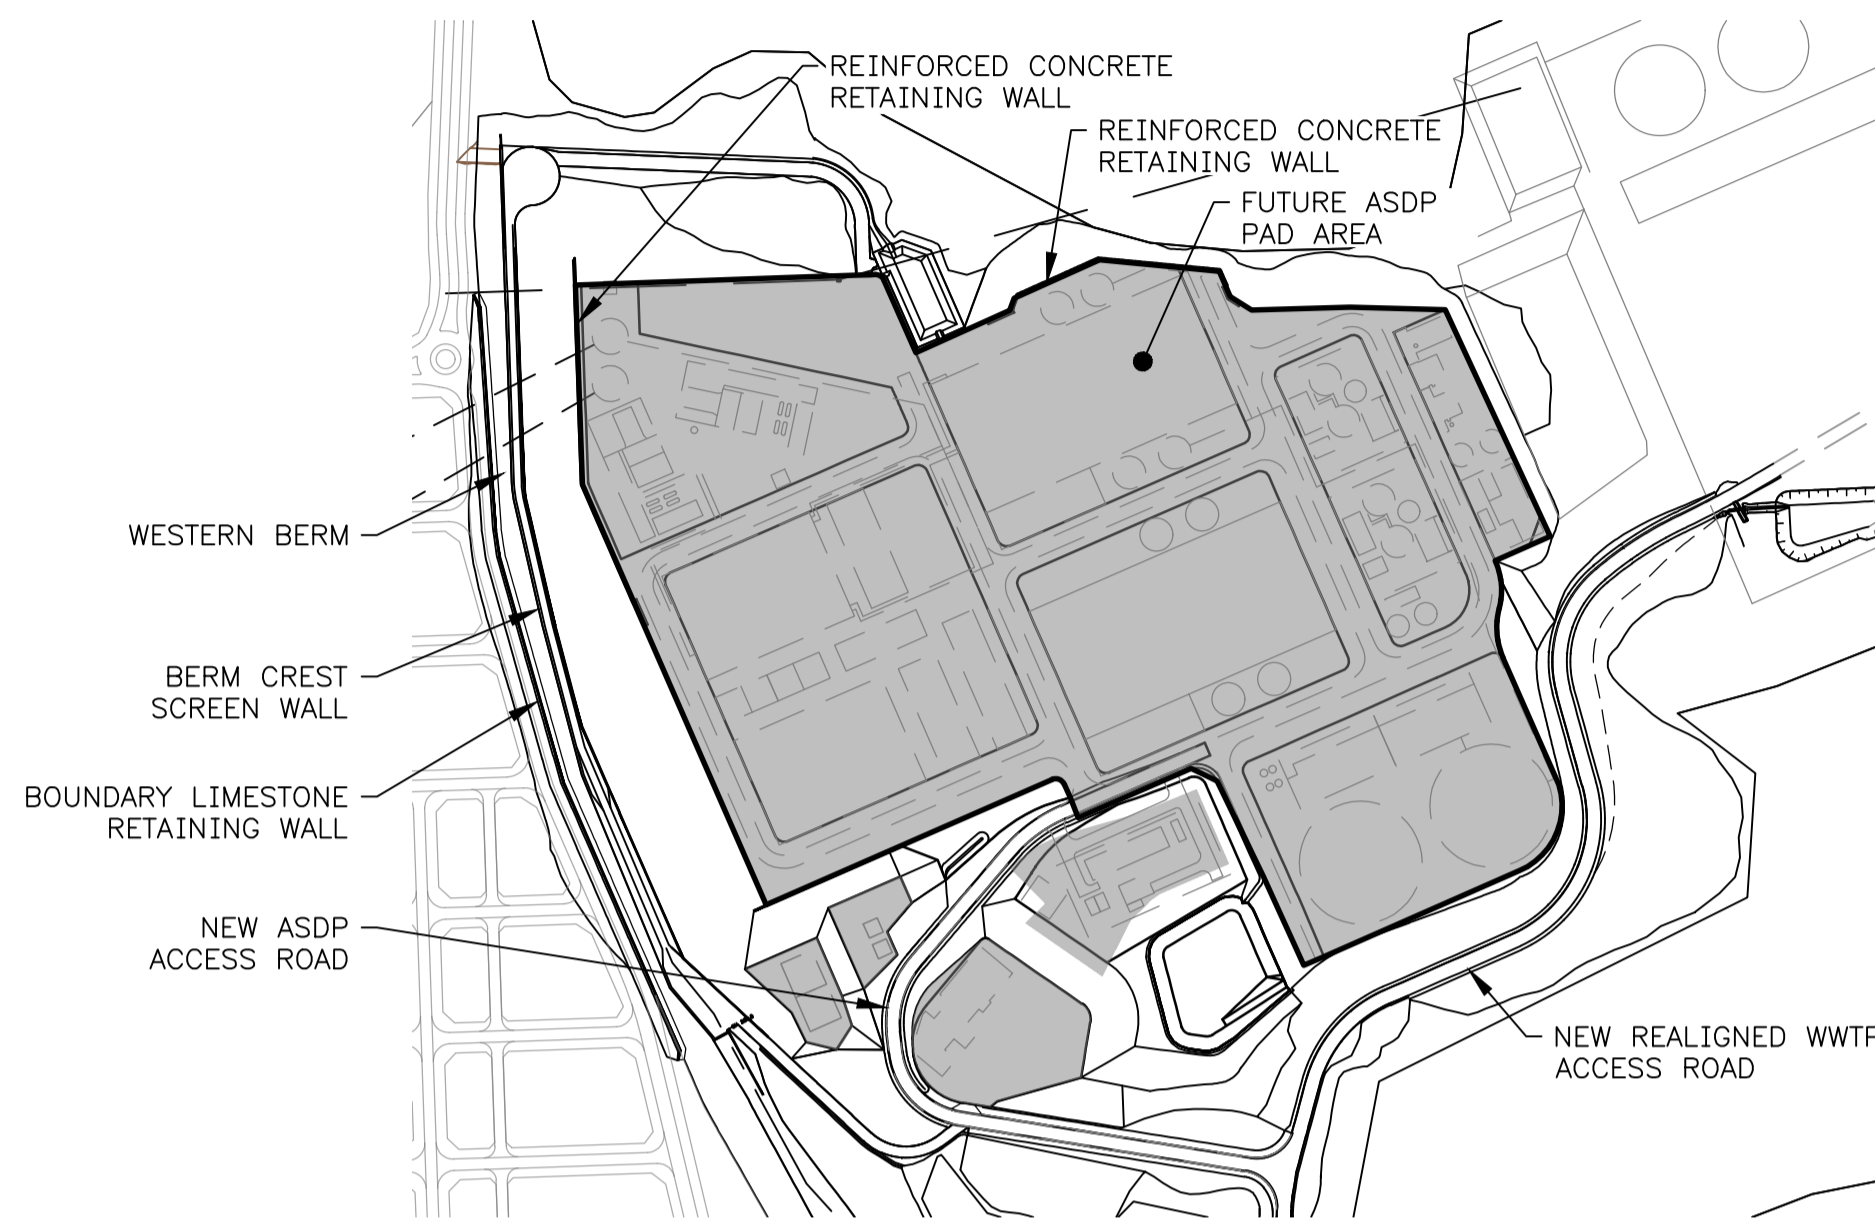 REINFORCED CONCRETE
RETAINING WALL
REINFORCED CONCRETE
RETAINING WALL
FUTURE ASDP
PAD AREA
WESTERN BERM
BERM CREST
SCREEN WALL
BOUNDARY LIMESTONE
RETAINING WALL
NEW ASDP
ACCESS ROAD
NEW REALIGNED WWTP
ACCESS ROAD